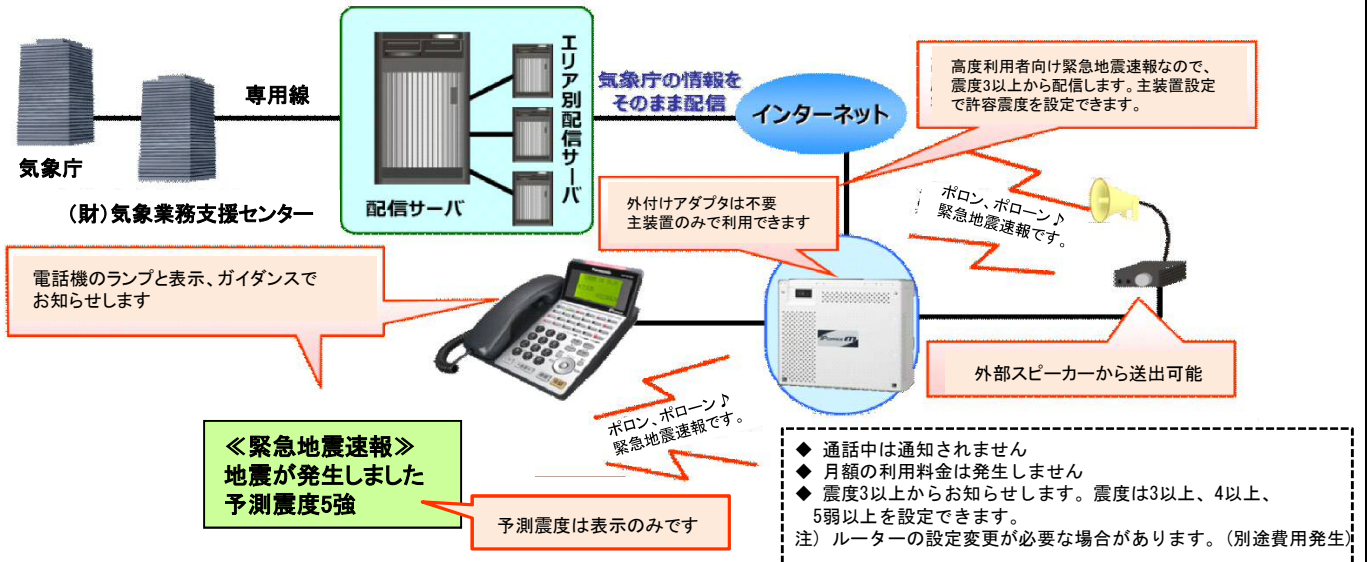 気象庁
(財)気象業務支援センター
専用線
配信サーバ
エリア別配信サーバ
気象庁の情報を
そのまま配信
インターネット
高度利用者向け緊急地震速報なので、
震度3以上から配信します。主装置設定
で許容震度を設定できます。
外付けアダプタは不要
主装置のみで利用できます
ポロン、ポローン♪
緊急地震速報です。
電話機のランプと表示、ガイダンスで
お知らせします
Panasonic
外部スピーカーから送出可能
ポロン、ポローン♪
緊急地震速報です。
≪緊急地震速報≫
地震が発生しました
予測震度5強
予測震度は表示のみです
◆ 通話中は通知されません
◆ 月額の利用料金は発生しません
◆ 震度3以上からお知らせします。震度は3以上、4以上、
5弱以上を設定できます。
注) ルーターの設定変更が必要な場合があります。(別途費用発生)